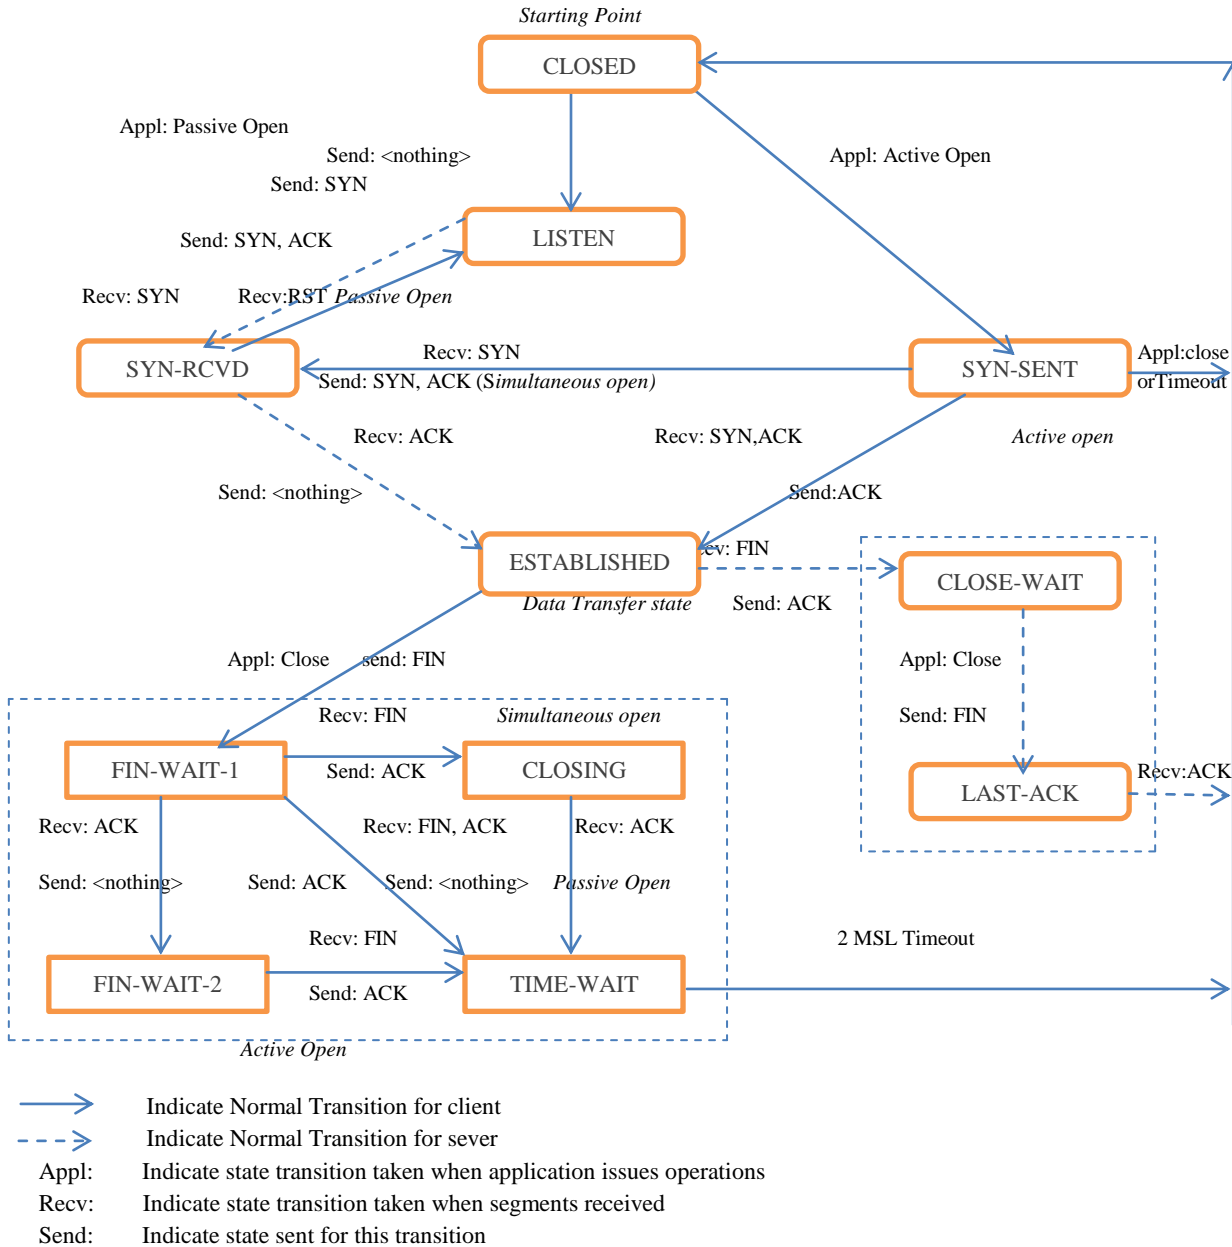 Starting Point
CLOSED
Appl: Passive Open
Send: <nothing>
Appl: Active Open
Send: SYN
Send: SYN, ACK
LISTEN
Recv: SYN
Recv:RST Passive Open
SYN-RCVD
Recv: SYN
Send: SYN, ACK (Simultaneous open)
SYN-SENT
Appl:close
orTimeout
Recv: ACK
Recv: SYN,ACK
Active open
Send: <nothing>
Send:ACK
ESTABLISHED
Recv: FIN
CLOSE-WAIT
Data Transfer state
Send: ACK
Appl: Close
send: FIN
Appl: Close
Send: FIN
Recv: FIN
Simultaneous open
FIN-WAIT-1
Send: ACK
CLOSING
LAST-ACK
Recv:ACK
Recv: ACK
Recv: FIN, ACK
Recv: ACK
Send: <nothing>
Send: ACK
Send: <nothing>
Passive Open
Recv: FIN
2 MSL Timeout
FIN-WAIT-2
Send: ACK
TIME-WAIT
Active Open
Indicate Normal Transition for client
Indicate Normal Transition for sever
Appl: Indicate state transition taken when application issues operations
Recv: Indicate state transition taken when segments received
Send: Indicate state sent for this transition